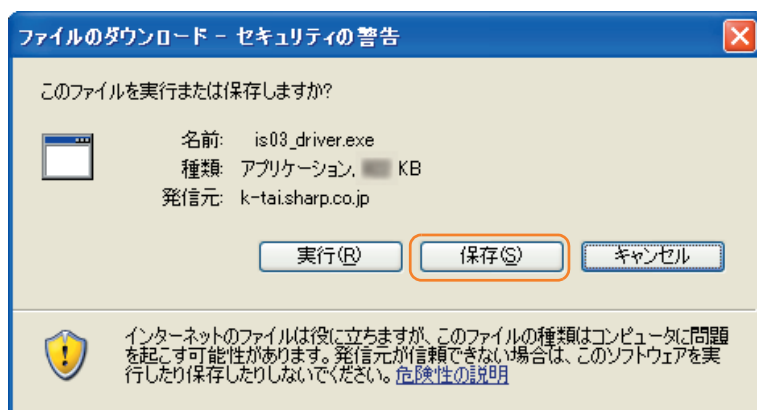 ファイルのダウンロード - セキュリティの警告
このファイルを実行または保存しますか?
名前: is03_driver.exe
種類: アプリケーション, KB
発信元: k-tai.sharp.co.jp
実行(R) 保存(S) キャンセル
インターネットのファイルは役に立ちますが、このファイルの種類はコンピュータに問題
を起こす可能性があります。発信元が信頼できない場合は、このソフトウェアを実
行したり保存したりしないでください。危険性の説明